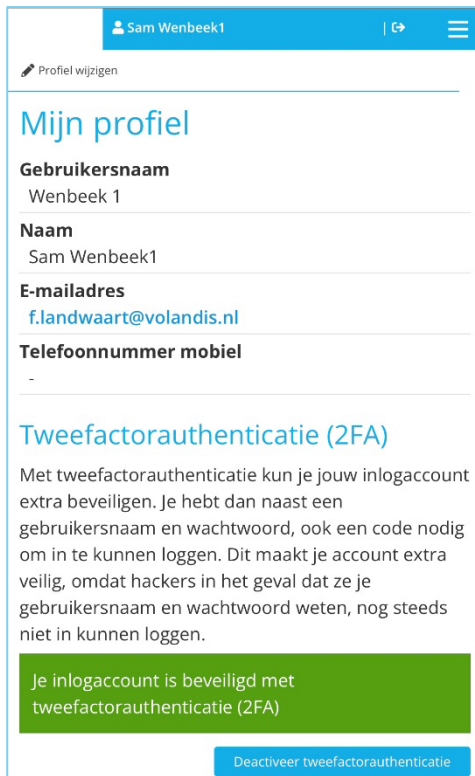 Sam Wenbeek1 |
Profiel wijzigen
Mijn profiel
Gebruikersnaam
Wenbeek 1
Naam
Sam Wenbeek1
E-mailadres
f.landwaart@volandis.nl
Telefoonnummer mobiel
-
Tweefactorauthenticatie (2FA)
Met tweefactorauthenticatie kun je jouw inlogaccount
extra beveiligen. Je hebt dan naast een
gebruikersnaam en wachtwoord, ook een code nodig
om in te kunnen loggen. Dit maakt je account extra
veilig, omdat hackers in het geval dat ze je
gebruikersnaam en wachtwoord weten, nog steeds
niet in kunnen loggen.
Je inlogaccount is beveiligd met
tweefactorauthenticatie (2FA)
Deactiveer tweefactorauthenticatie